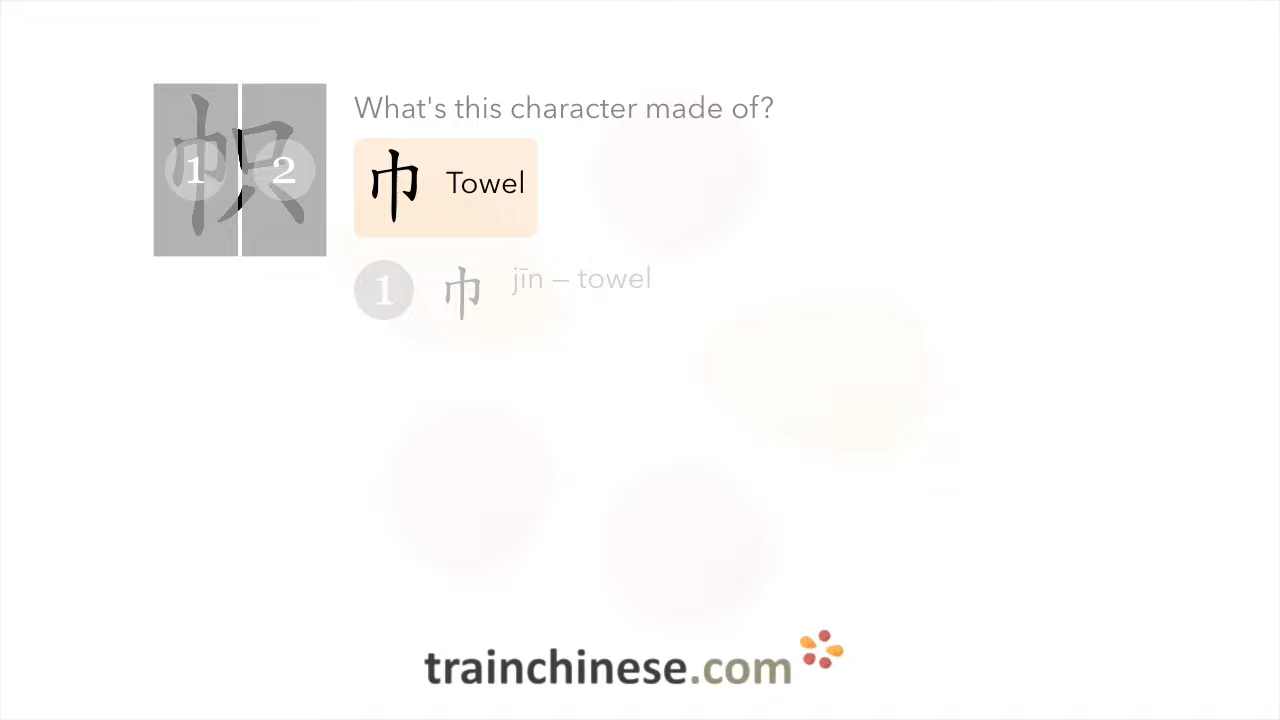 帜
1 2
What's this character made of?
巾 Towel
1 巾 jīn – towel
trainchinese.com